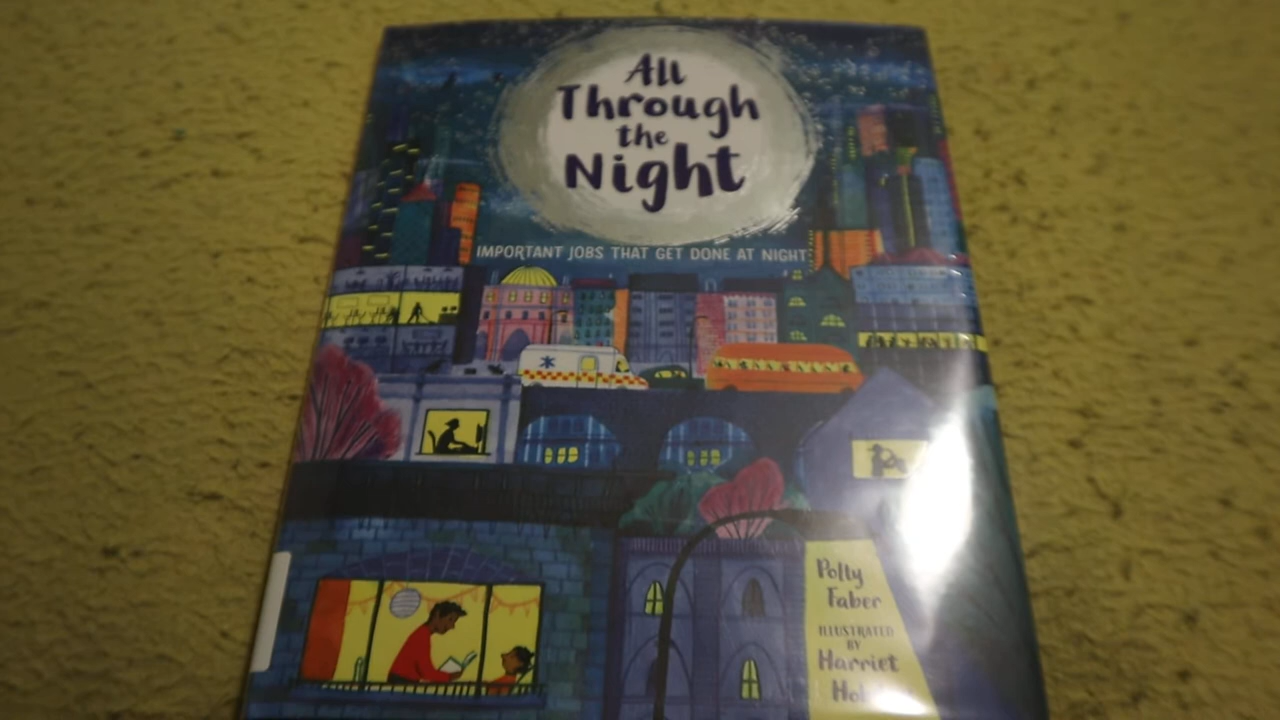 All
Through
the
Night
IMPORTANT JOBS THAT GET DONE AT NIGHT
Polly
Faber
ILLUSTRATED
BY
Harriet